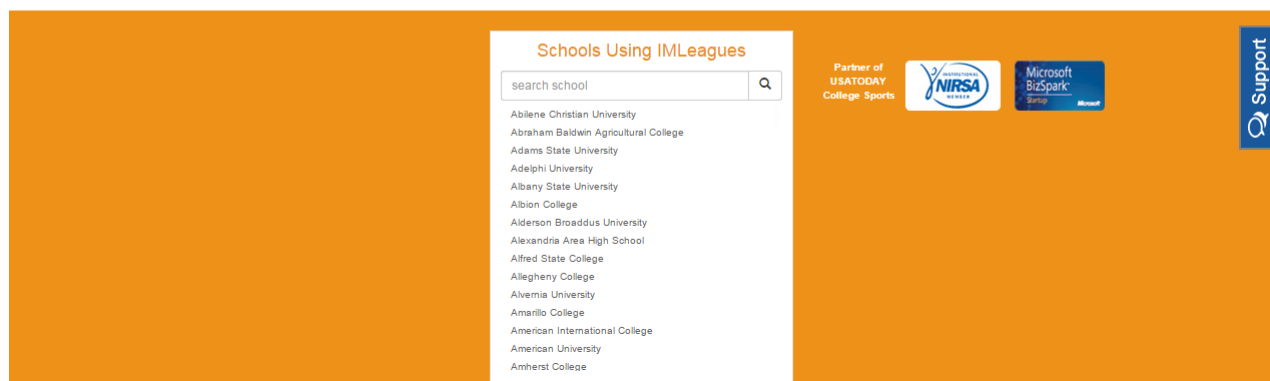 Schools Using IMLeagues
search school
Abilene Christian University
Abraham Baldwin Agricultural College
Adams State University
Adelphi University
Albany State University
Albion College
Alderson Broaddus University
Alexandria Area High School
Alfred State College
Allegheny College
Alvernia University
Amarillo College
American International College
American University
Amherst College
Partner of
USATODAY
College Sports
INSTITUTIONAL
NIRSA
MEMBER
Microsoft
BizSpark
Startup
Microsoft
Support